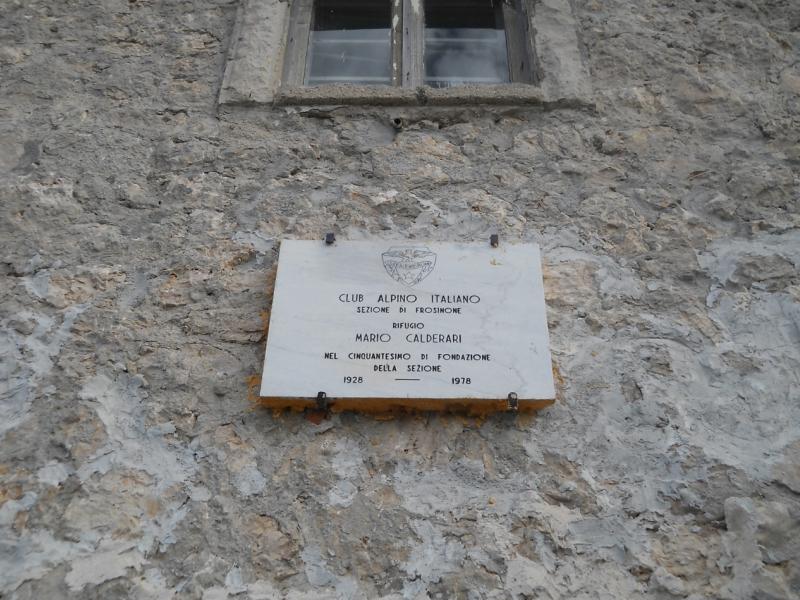 CLUB ALPINO ITALIANO
SEZIONE DI FROSINONE
RIFUGIO
MARIO CALDERARI
NEL CINQUANTESIMO DI FONDAZIONE
DELLA SEZIONE
1928 — 1978